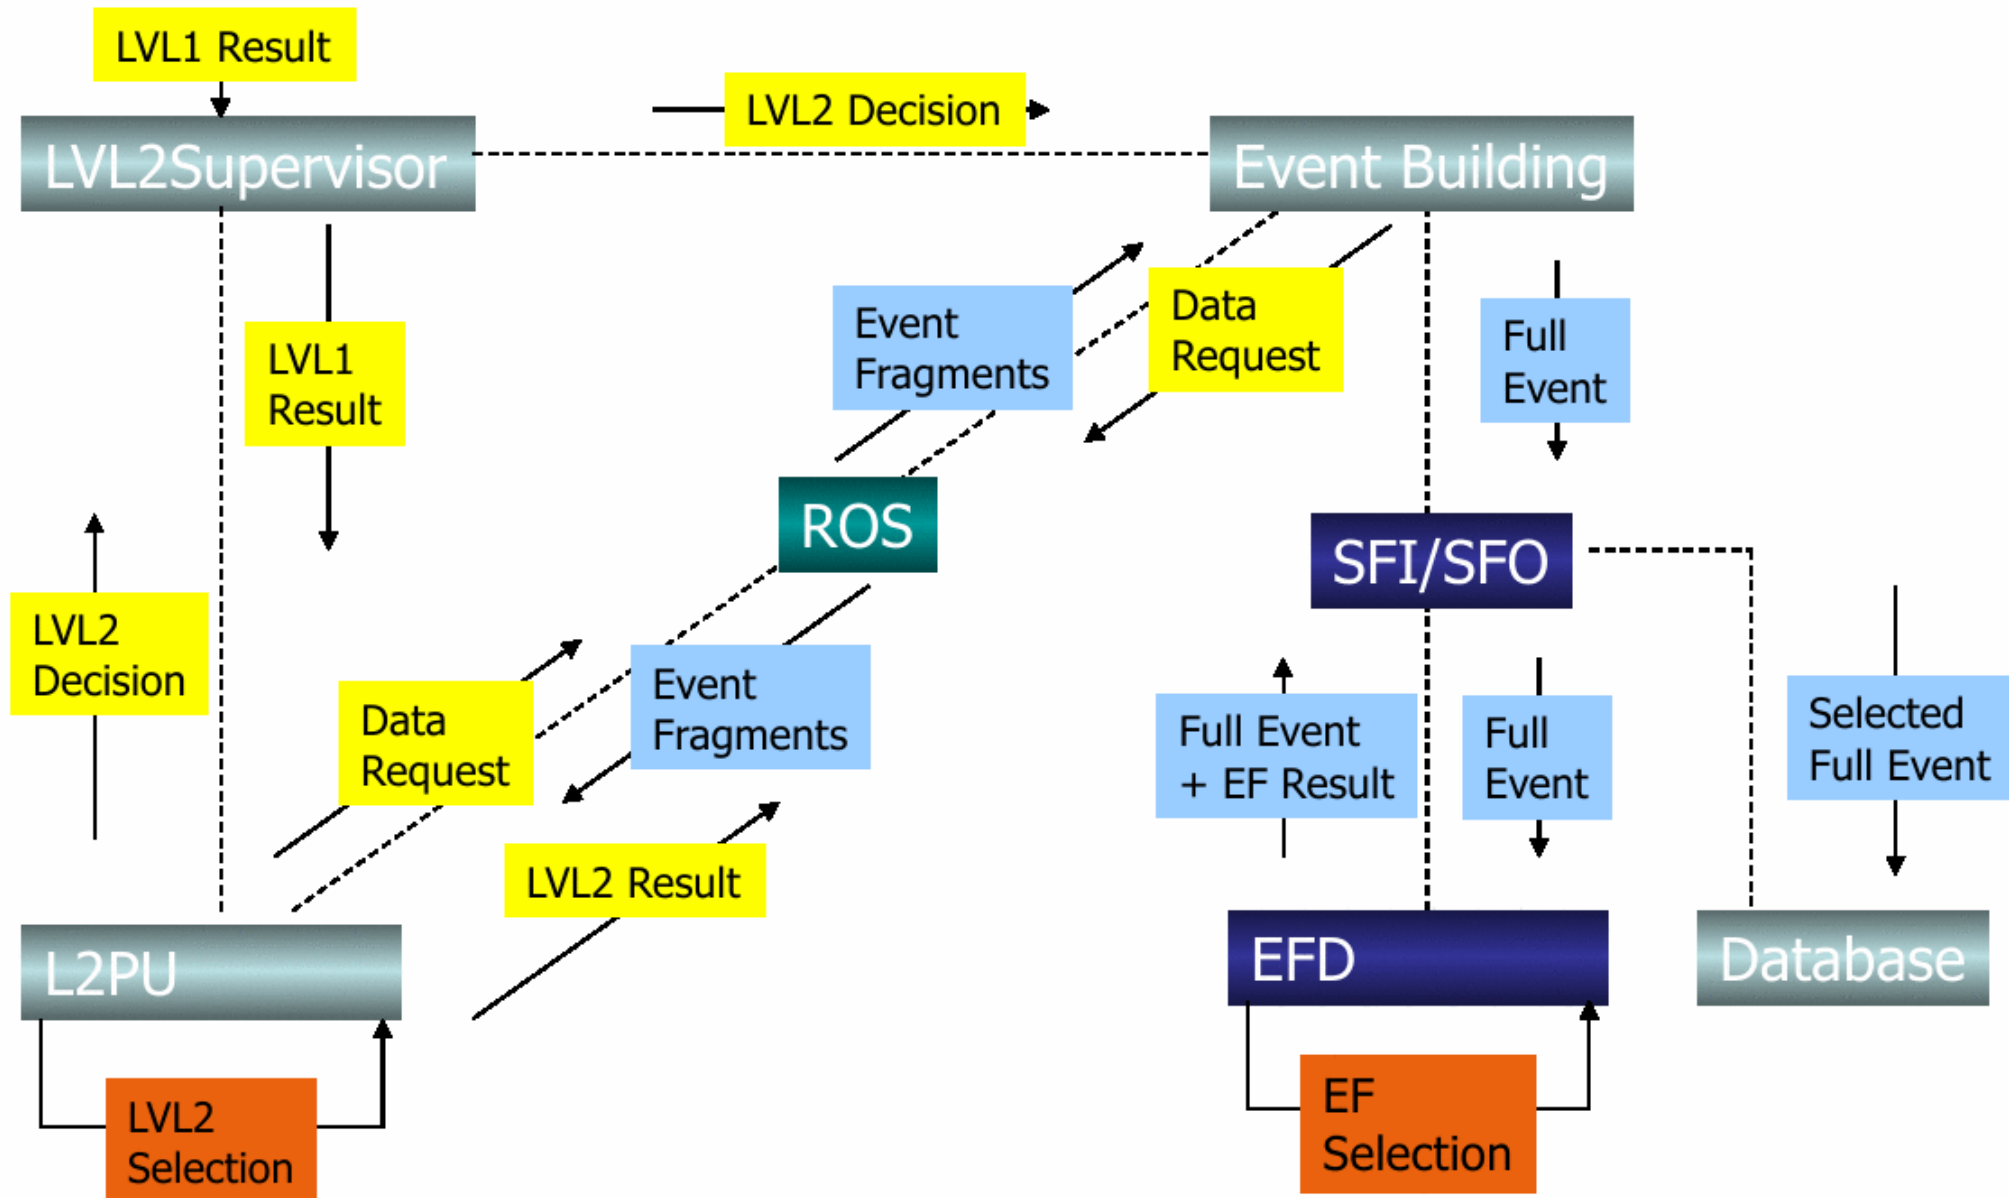 LVL1 Result
LVL2 Decision
LVL2Supervisor
Event Building
LVL1
Result
Event
Fragments
Data
Request
Full
Event
ROS
SFI/SFO
LVL2
Decision
Data
Request
Event
Fragments
Full Event
+ EF Result
Full
Event
Selected
Full Event
LVL2 Result
L2PU
EFD
Database
LVL2
Selection
EF
Selection